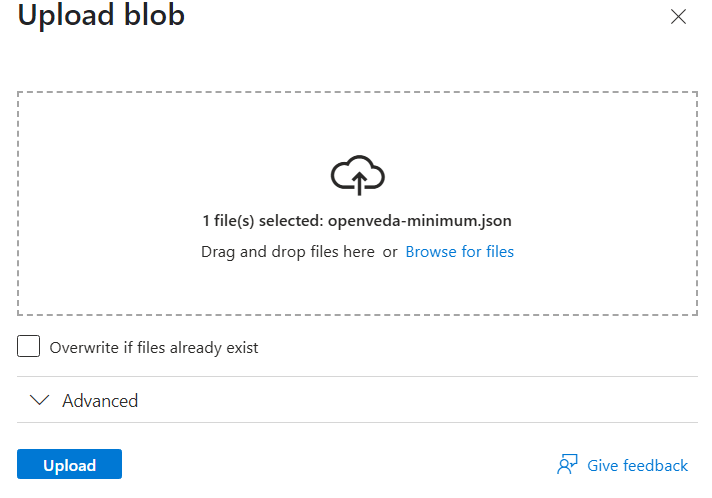 Upload blob
1 file(s) selected: openveda-minimum.json
Drag and drop files here or Browse for files
Overwrite if files already exist
Advanced
Upload
Give feedback